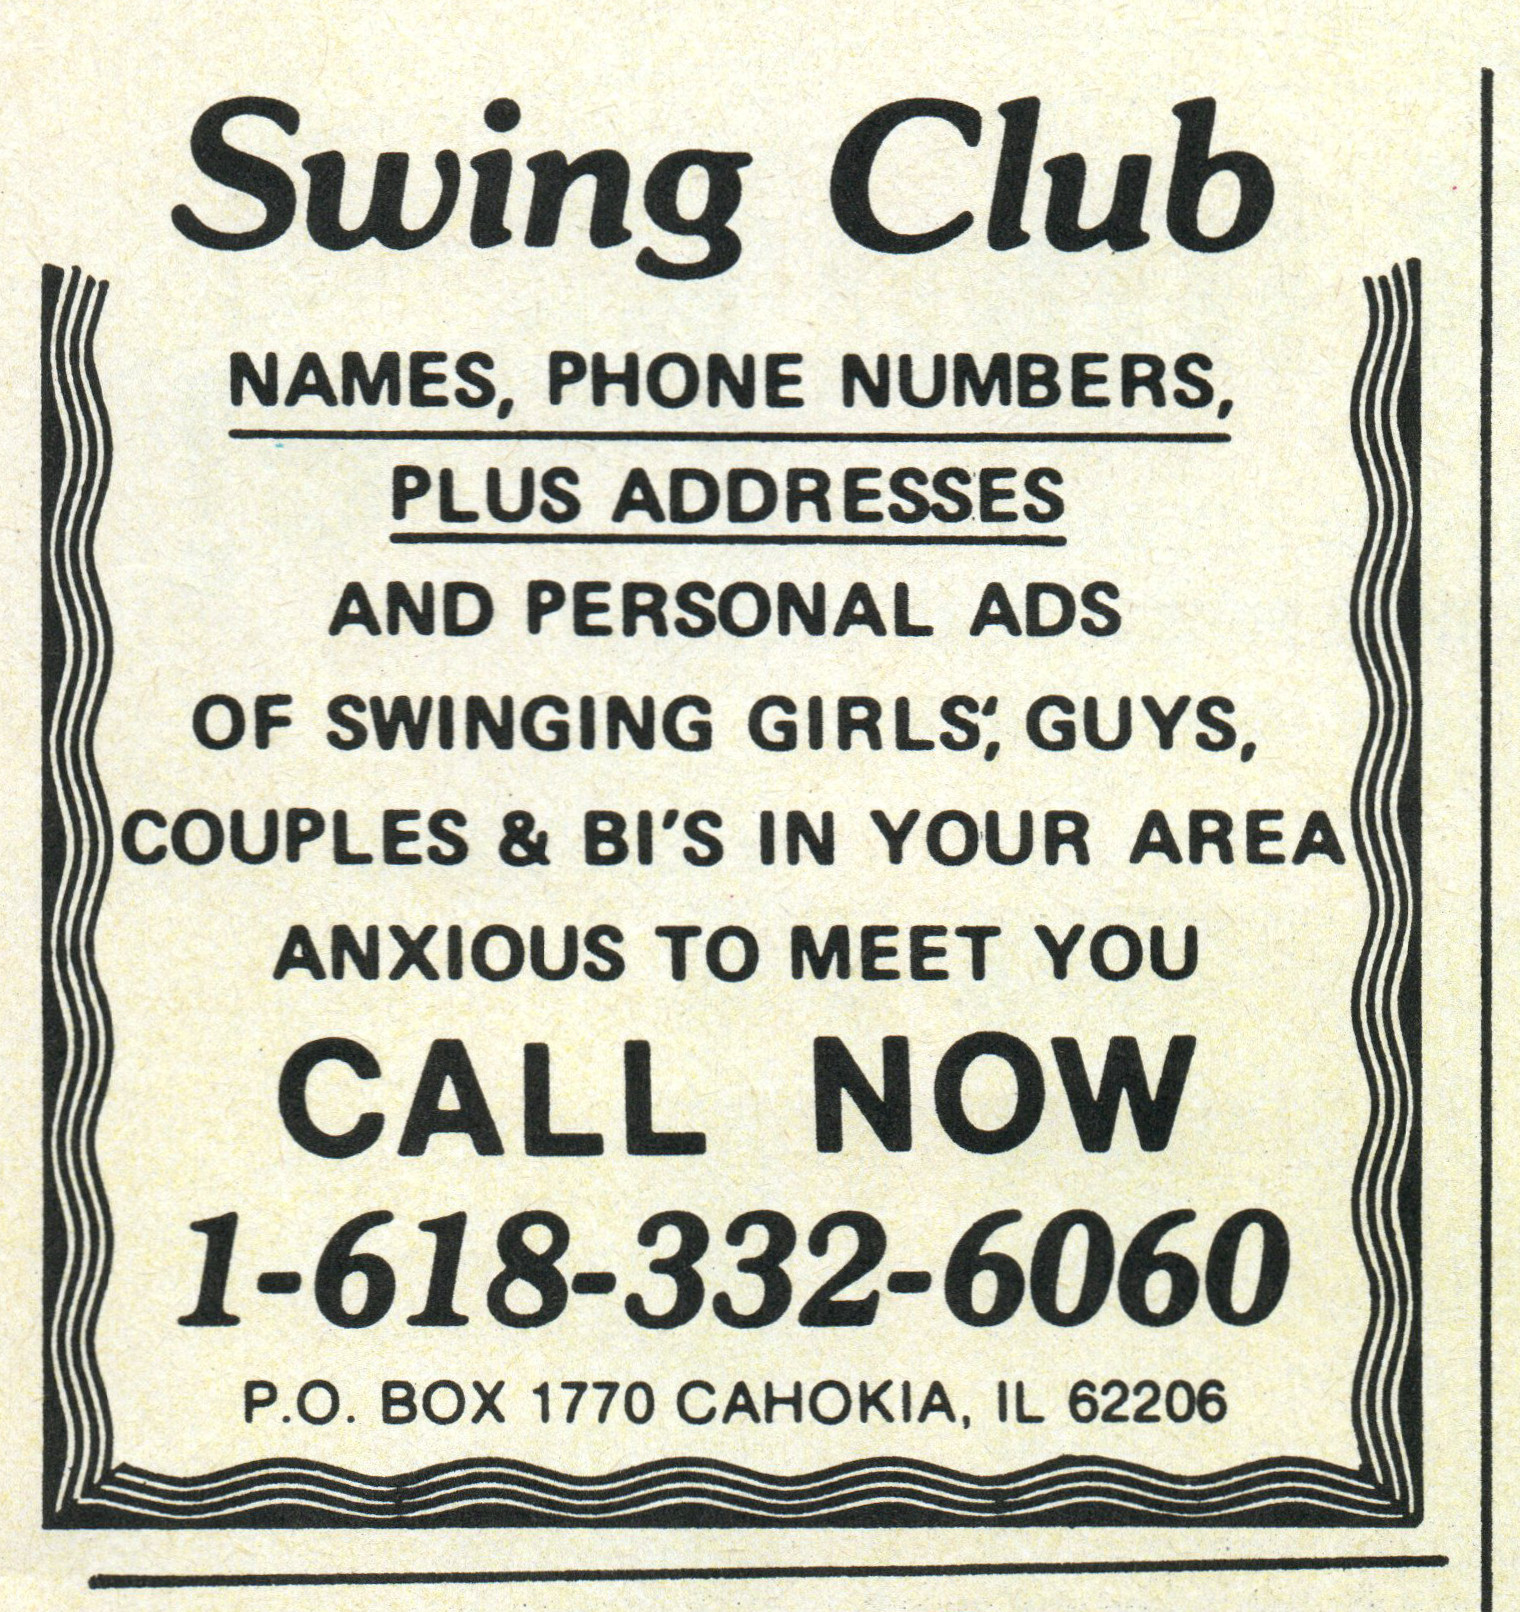 Swing Club
NAMES, PHONE NUMBERS,
PLUS ADDRESSES
AND PERSONAL ADS
OF SWINGING GIRLS', GUYS,
COUPLES & BI'S IN YOUR AREA
ANXIOUS TO MEET YOU
CALL NOW
1-618-332-6060
P.O. BOX 1770 CAHOKIA, IL 62206